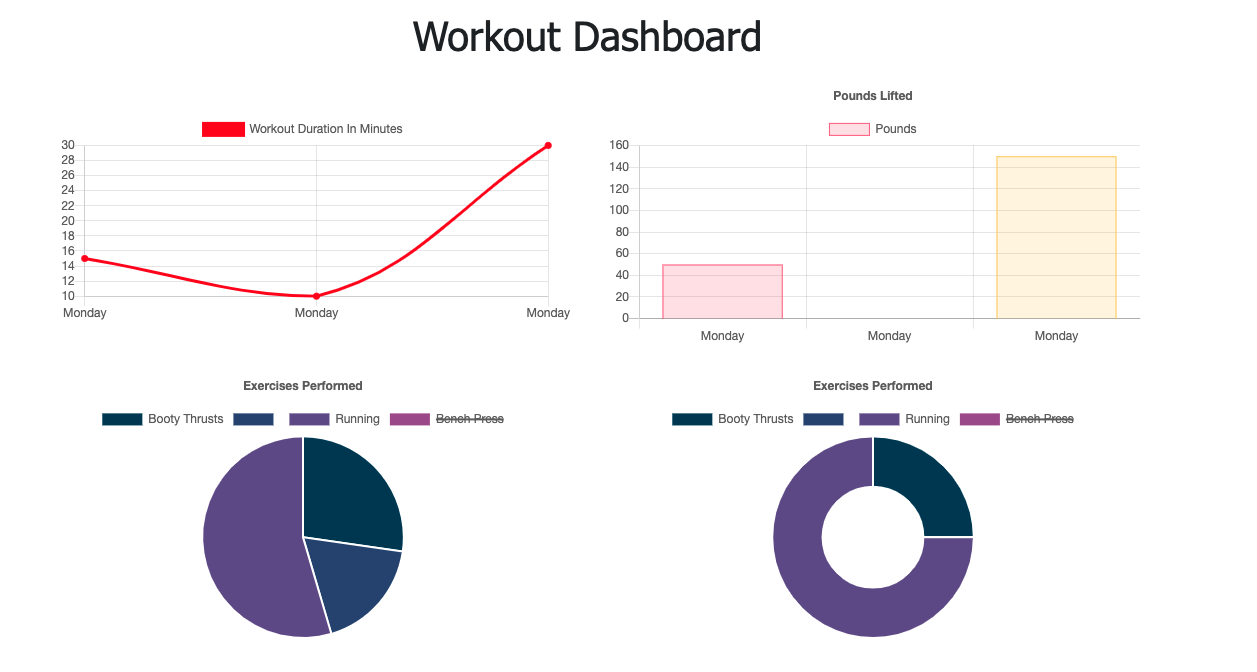 Workout Dashboard
Workout Duration In Minutes
30
28
26
24
22
20
18
16
14
12
10
Monday Monday Monday
Pounds Lifted
Pounds
160
140
120
100
80
60
40
20
0
Monday Monday Monday
Exercises Performed
Booty Thrusts Running Bench Press
Exercises Performed
Booty Thrusts Running Bench Press